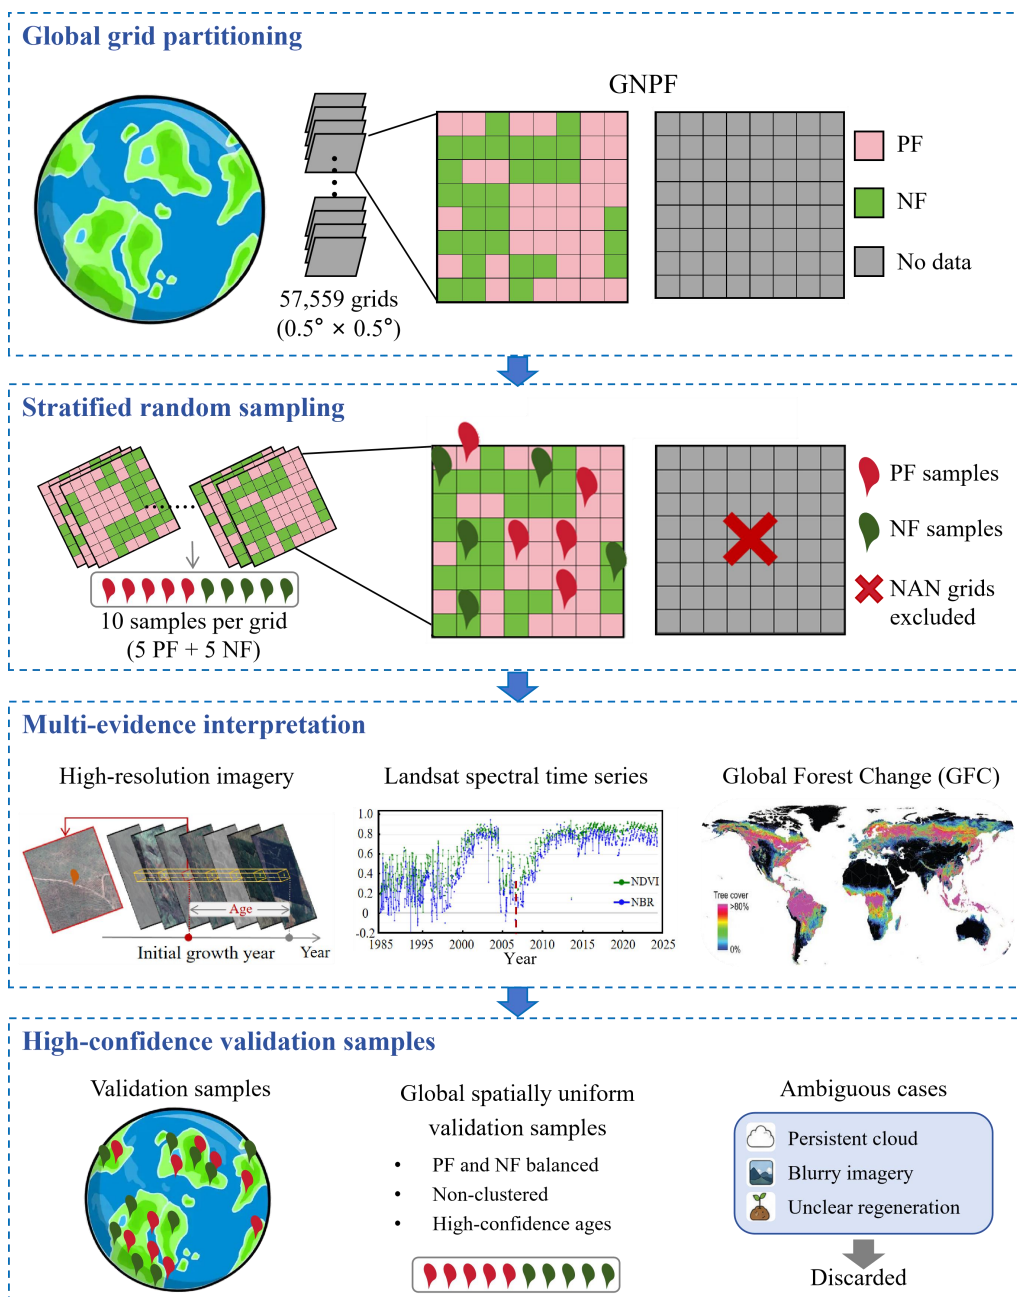 Global grid partitioning
GNPF
PF
NF
No data
57,559 grids
(0.5° × 0.5°)
Stratified random sampling
PF samples
NF samples
NAN grids
excluded
10 samples per grid
(5 PF + 5 NF)
Multi-evidence interpretation
High-resolution imagery
Age
Initial growth year
Year
Landsat spectral time series
1.0
0.8
0.6
0.4
0.2
0
-0.2
NDVI
NBR
1985
1995
2000
2005
2010
2015
2020
2025
Year
Global Forest Change (GFC)
Tree cover
>80%
0%
High-confidence validation samples
Validation samples
Global spatially uniform
validation samples
• PF and NF balanced
• Non-clustered
• High-confidence ages
Ambiguous cases
Persistent cloud
Blurry imagery
Unclear regeneration
Discarded